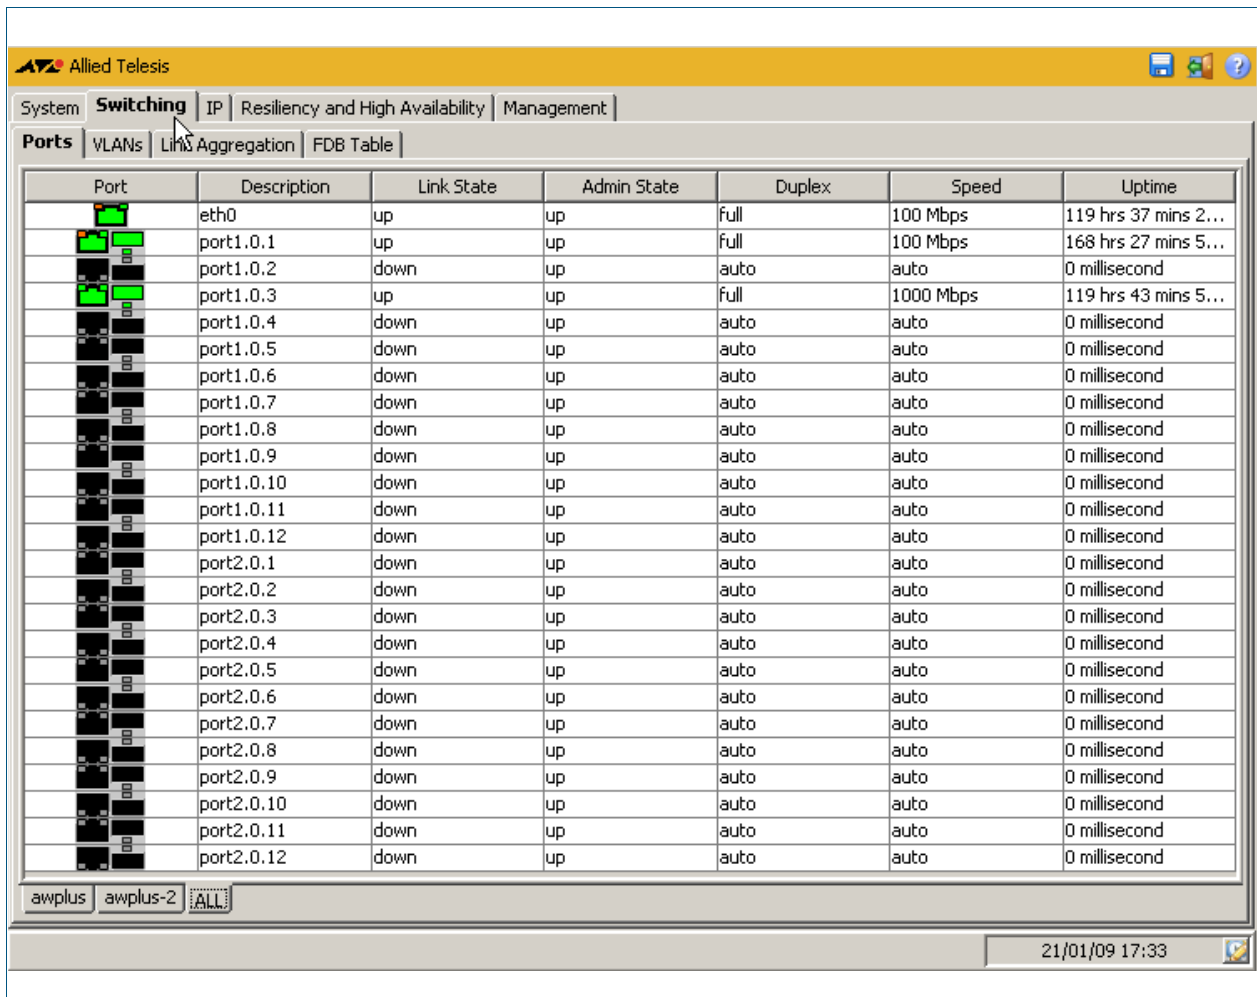 Allied Telesis
System Switching IP Resiliency and High Availability Management
Ports VLANs Link Aggregation FDB Table
Port Description Link State Admin State Duplex Speed Uptime
eth0 up up full 100 Mbps 119 hrs 37 mins 2...
port1.0.1 up up full 100 Mbps 168 hrs 27 mins 5...
port1.0.2 down up auto auto 0 millisecond
port1.0.3 up up full 1000 Mbps 119 hrs 43 mins 5...
port1.0.4 down up auto auto 0 millisecond
port1.0.5 down up auto auto 0 millisecond
port1.0.6 down up auto auto 0 millisecond
port1.0.7 down up auto auto 0 millisecond
port1.0.8 down up auto auto 0 millisecond
port1.0.9 down up auto auto 0 millisecond
port1.0.10 down up auto auto 0 millisecond
port1.0.11 down up auto auto 0 millisecond
port1.0.12 down up auto auto 0 millisecond
port2.0.1 down up auto auto 0 millisecond
port2.0.2 down up auto auto 0 millisecond
port2.0.3 down up auto auto 0 millisecond
port2.0.4 down up auto auto 0 millisecond
port2.0.5 down up auto auto 0 millisecond
port2.0.6 down up auto auto 0 millisecond
port2.0.7 down up auto auto 0 millisecond
port2.0.8 down up auto auto 0 millisecond
port2.0.9 down up auto auto 0 millisecond
port2.0.10 down up auto auto 0 millisecond
port2.0.11 down up auto auto 0 millisecond
port2.0.12 down up auto auto 0 millisecond
awplus awplus-2 ALL
21/01/09 17:33